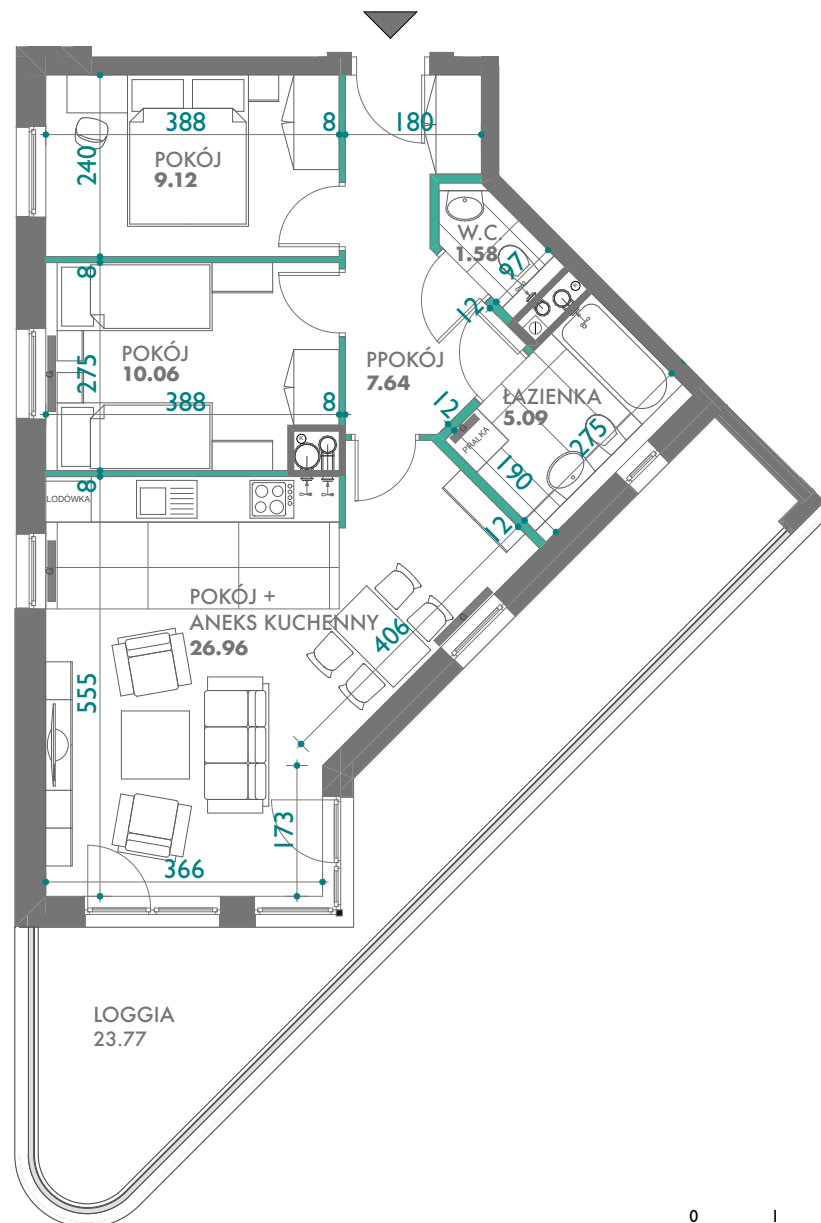 388
8
180
240
POKÓJ
9.12
W.C.
1.58
97
8
12
POKÓJ
10.06
275
388
8
PPOKÓJ
7.64
ŁAZIENKA
5.09
12
275
G
G
PRALKA
190
8
LODÓWKA
12
G
POKÓJ +
ANEKS KUCHENNY
26.96
406
G
555
173
366
LOGGIA
23.77
0 1